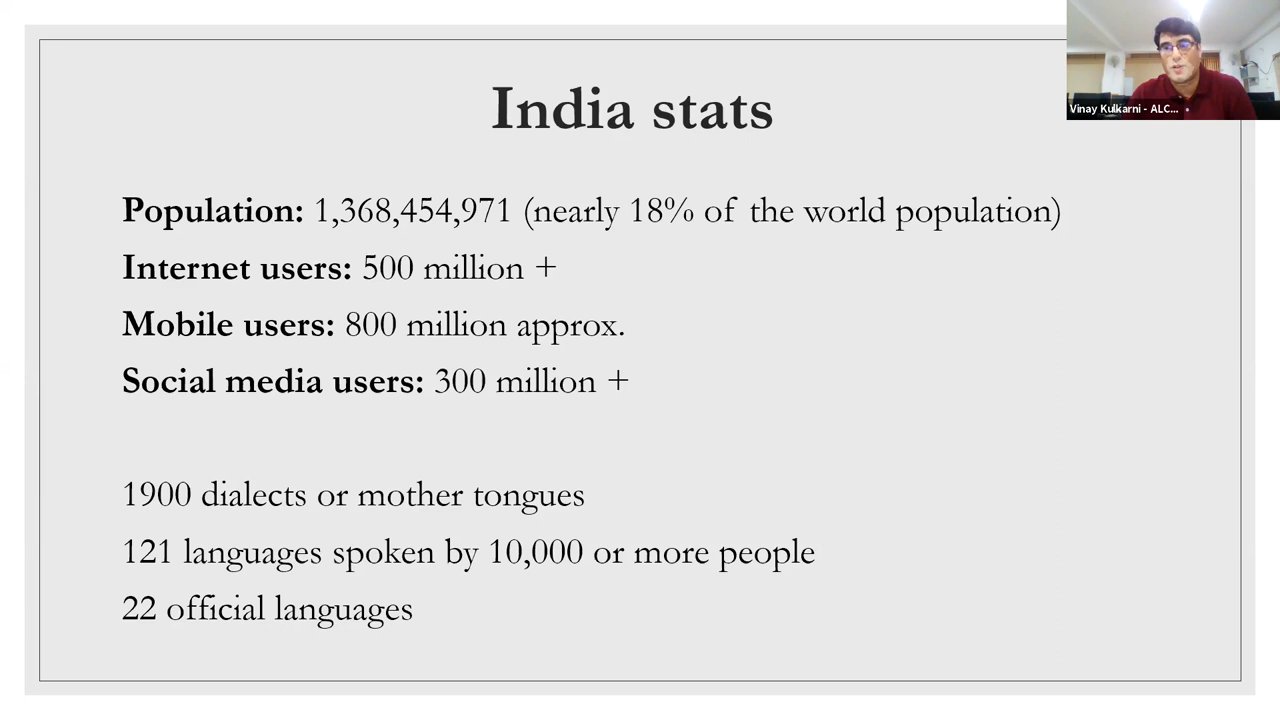 India stats
Vinay Kulkarni - ALC...
Population: 1,368,454,971 (nearly 18% of the world population)
Internet users: 500 million +
Mobile users: 800 million approx.
Social media users: 300 million +
1900 dialects or mother tongues
121 languages spoken by 10,000 or more people
22 official languages